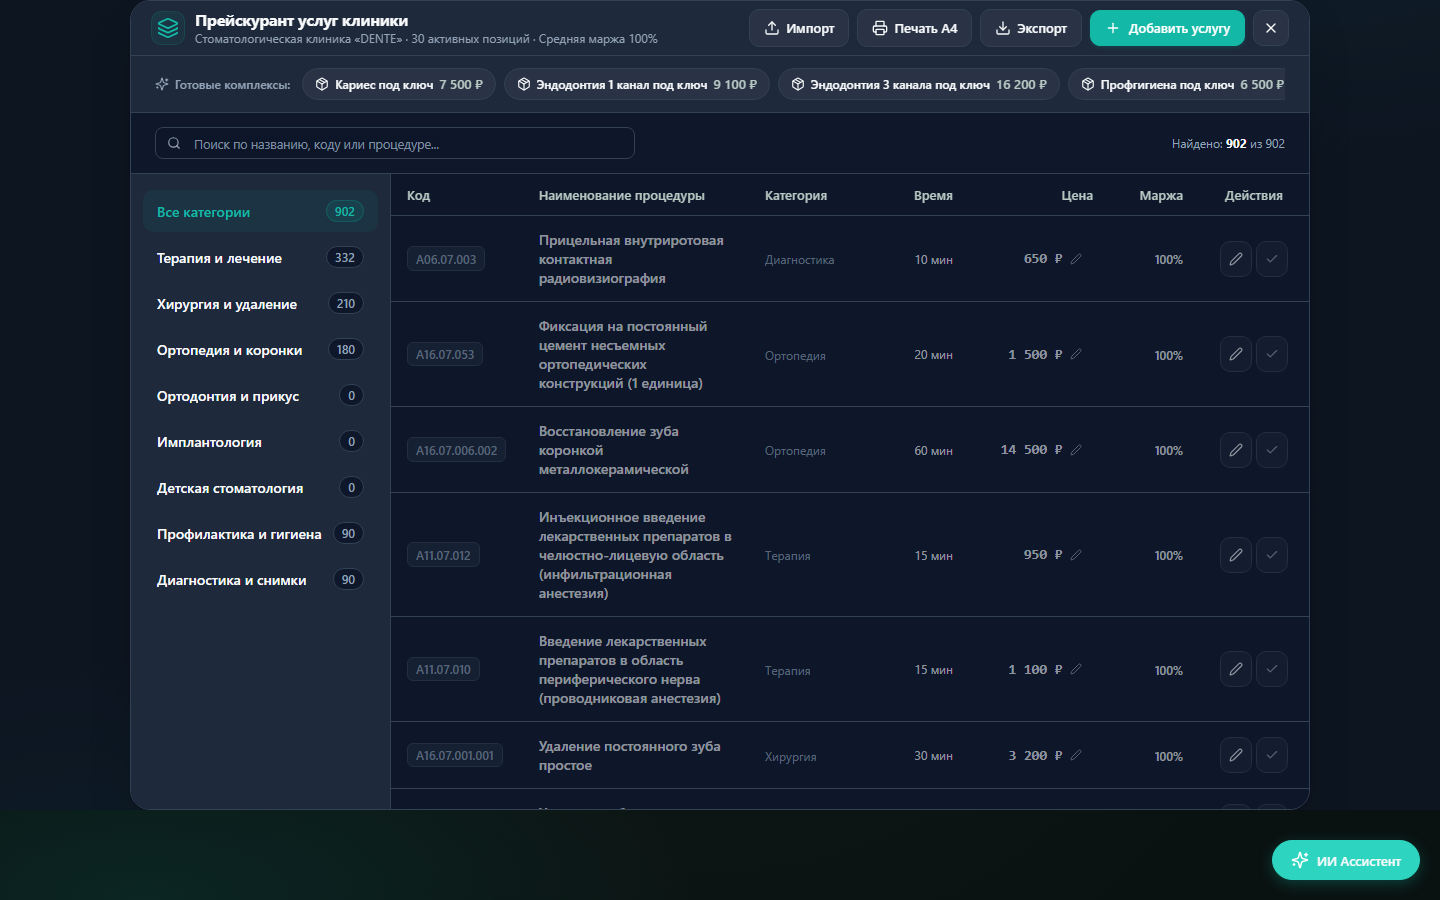 Прейскурант услуг клиники
Стоматологическая клиника «DENTE» · 30 активных позиций · Средняя маржа 100%
Импорт
Печать А4
Экспорт
Добавить услугу
Готовые комплексы:
Кариес под ключ 7 500 ₽
Эндодонтия 1 канал под ключ 9 100 ₽
Эндодонтия 3 канала под ключ 16 200 ₽
Профгигиена под ключ 6 500 ₽
Поиск по названию, коду или процедуре...
Найдено: 902 из 902
Все категории 902
Терапия и лечение 332
Хирургия и удаление 210
Ортопедия и коронки 180
Ортодонтия и прикус 0
Имплантология 0
Детская стоматология 0
Профилактика и гигиена 90
Диагностика и снимки 90
Код Наименование процедуры Категория Время Цена Маржа Действия
A06.07.003
Прицельная внутриротовая
контактная
радиовизиография
Диагностика 10 мин 650 ₽ 100%
A16.07.053
Фиксация на постоянный
цемент несъемных
ортопедических
конструкций (1 единица)
Ортопедия 20 мин 1 500 ₽ 100%
A16.07.006.002
Восстановление зуба
коронкой
металлокерамической
Ортопедия 60 мин 14 500 ₽ 100%
A11.07.012
Инъекционное введение
лекарственных препаратов в
челюстно-лицевую область
(инфильтрационная
анестезия)
Терапия 15 мин 950 ₽ 100%
A11.07.010
Введение лекарственных
препаратов в область
периферического нерва
(проводниковая анестезия)
Терапия 15 мин 1 100 ₽ 100%
A16.07.001.001
Удаление постоянного зуба
простое
Хирургия 30 мин 3 200 ₽ 100%
ИИ Ассистент